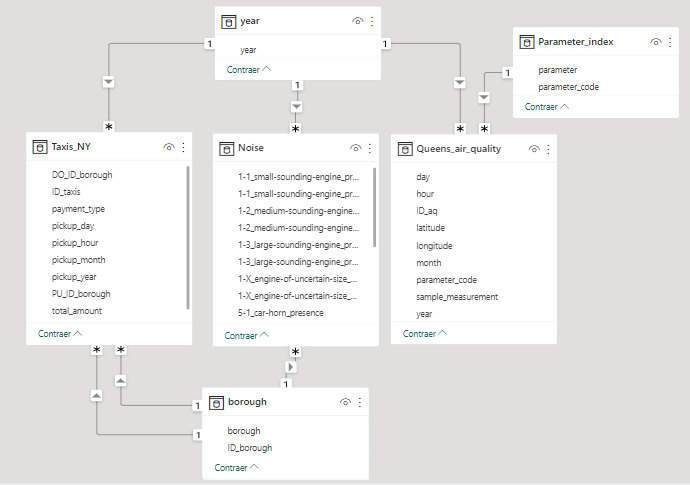 year
year
Contraer
Parameter_index
parameter
parameter_code
Contraer
1
1
1
1
*
*
*
*
Taxis_NY
DO_ID_borough
ID_taxis
payment_type
pickup_day
pickup_hour
pickup_month
pickup_year
PU_ID_borough
total_amount
Contraer
Noise
1-1_small-sounding-engine_pr...
1-1_small-sounding-engine_pr...
1-2_medium-sounding-engine...
1-2_medium-sounding-engine...
1-3_large-sounding-engine_pr...
1-3_large-sounding-engine_pr...
1-X_engine-of-uncertain-size_...
1-X_engine-of-uncertain-size_...
5-1_car-horn_presence
Contraer
Queens_air_quality
day
hour
ID_aq
latitude
longitude
month
parameter_code
sample_measurement
year
Contraer
*
*
*
1
1
1
borough
borough
ID_borough
Contraer